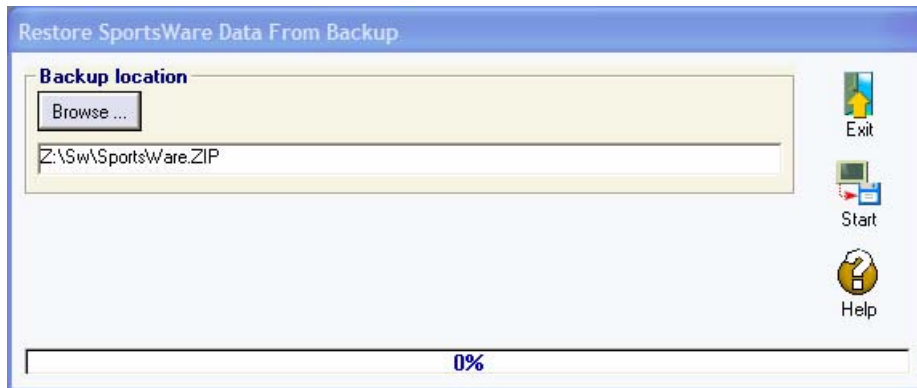 Restore SportsWare Data From Backup
Backup location
Browse ...
Z:\Sw\SportsWare.ZIP
Exit
Start
Help
0%